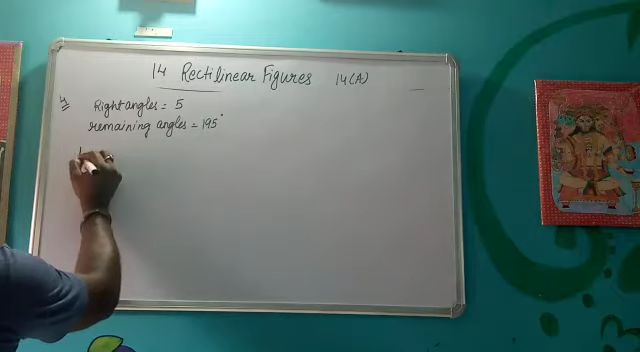 14 Rectilinear Figures 14(A)
4)
Right angles = 5
remaining angles = 195°